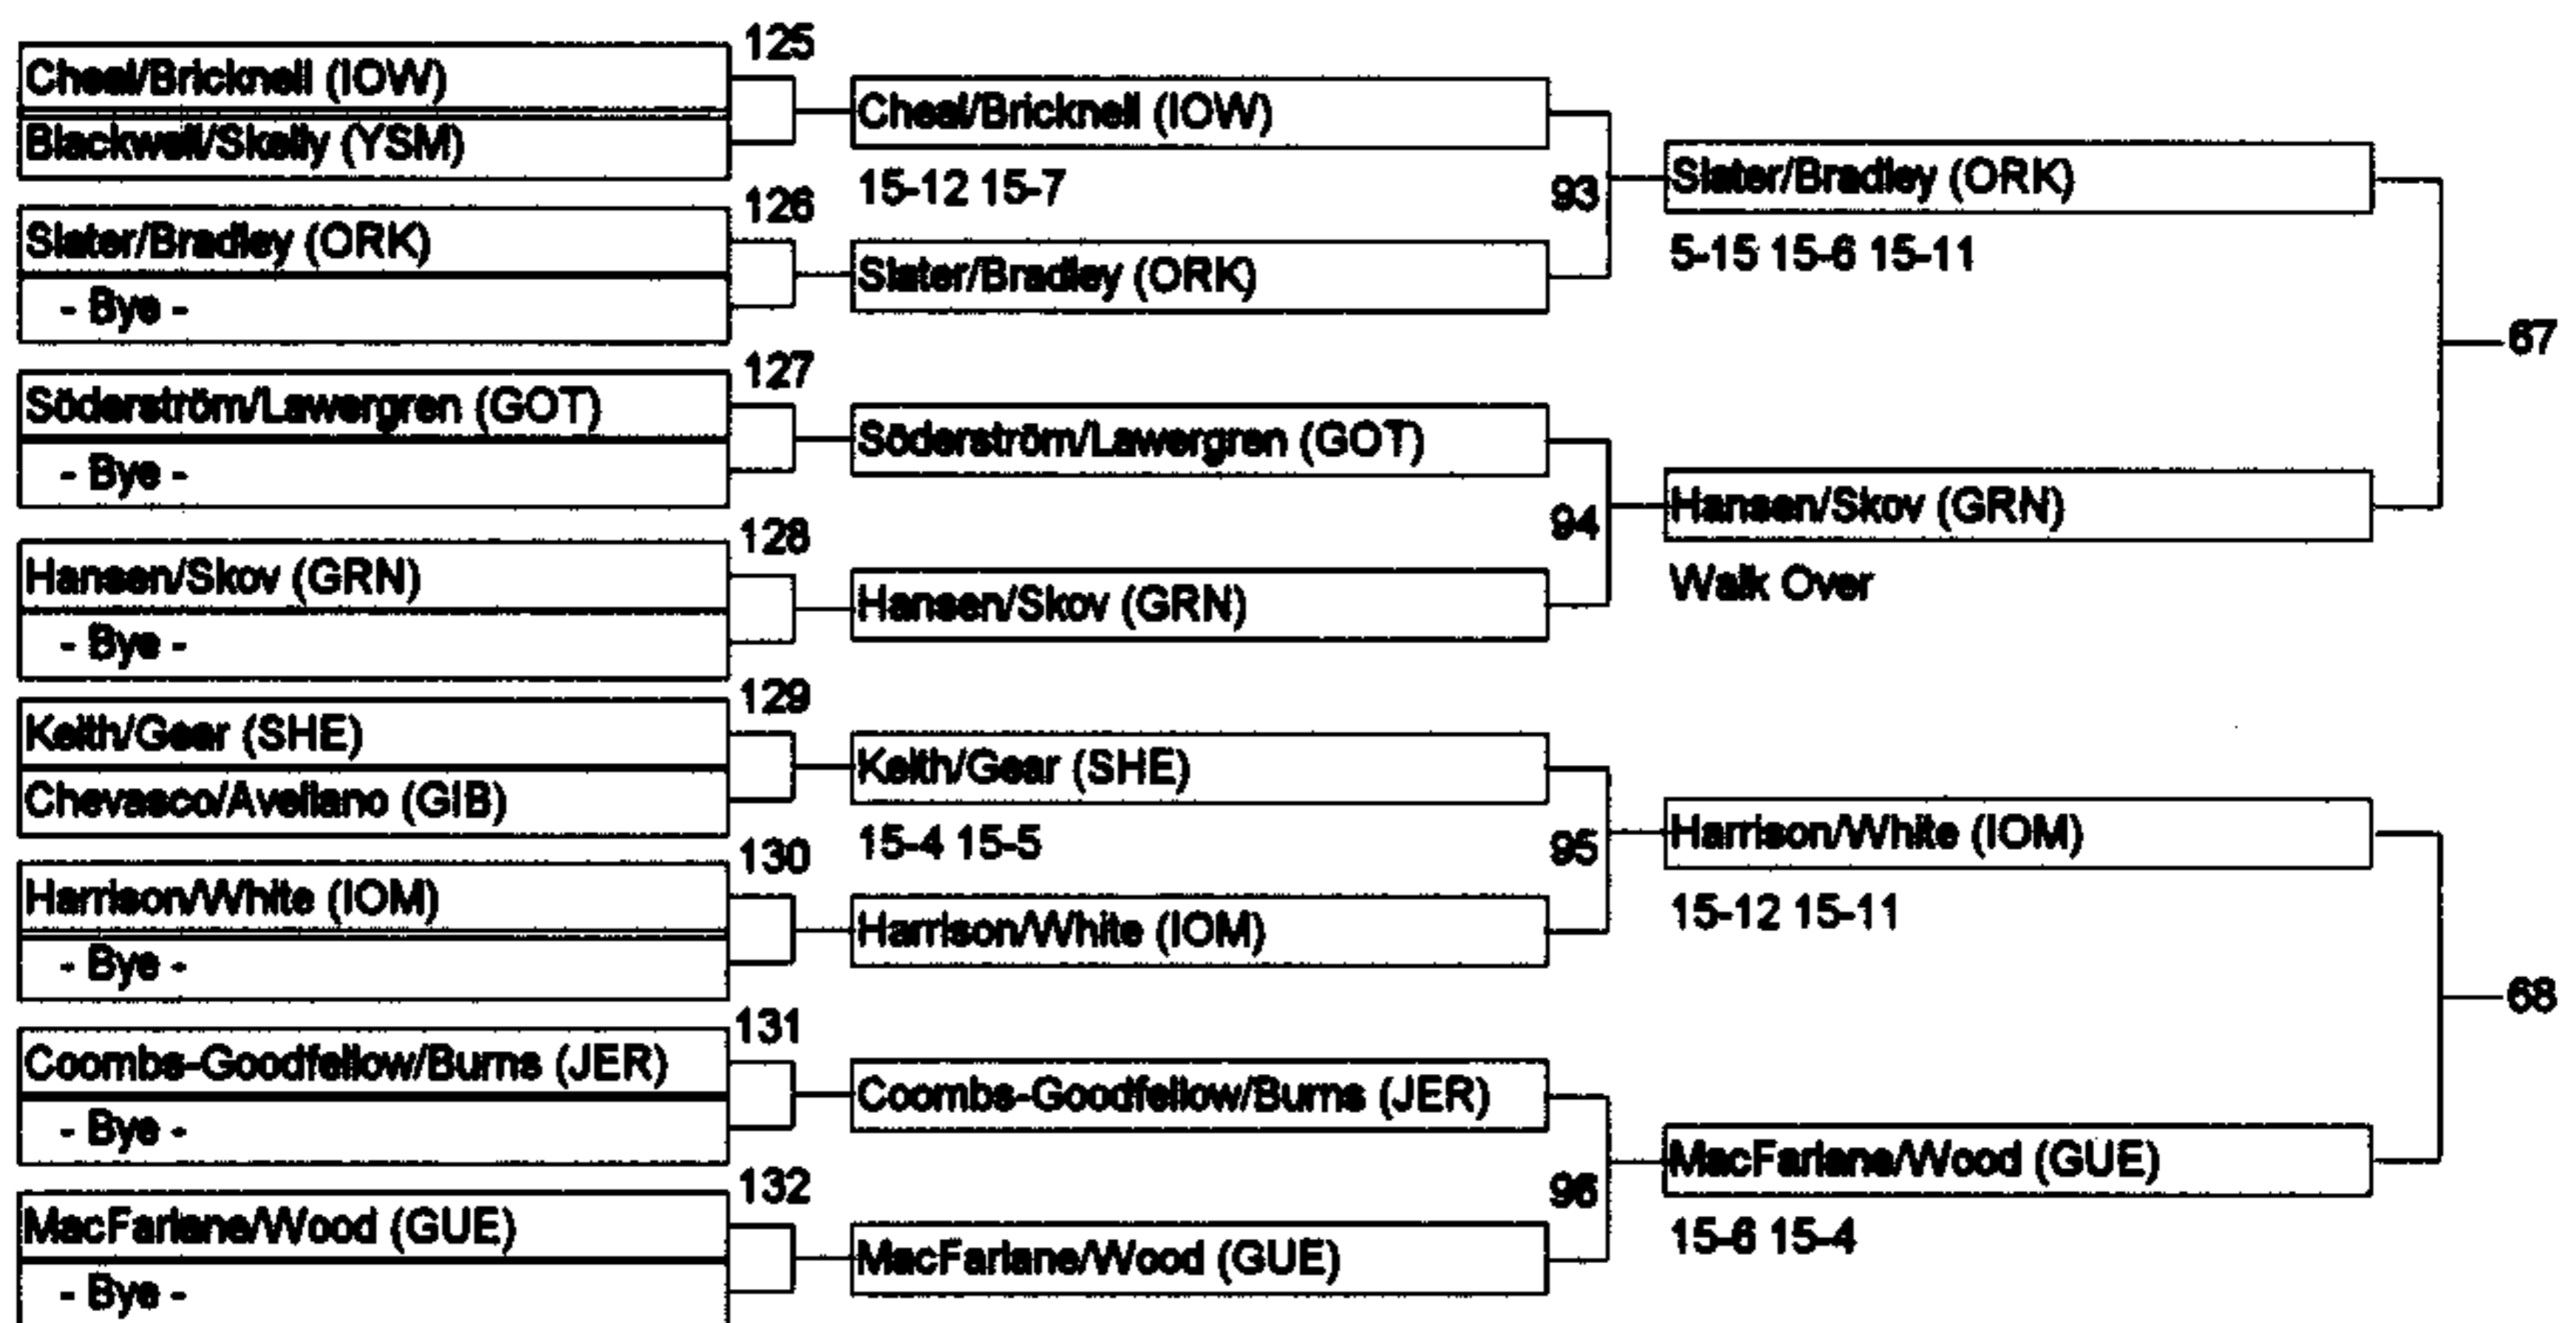 125
Cheal/Bricknell (IOW)
Blackwell/Skelly (YSM)
Cheal/Bricknell (IOW)
15-12 15-7
126
Slater/Bradley (ORK)
- Bye -
Slater/Bradley (ORK)
93
Slater/Bradley (ORK)
5-15 15-6 15-11
67
127
Söderström/Lawergren (GOT)
- Bye -
Söderström/Lawergren (GOT)
128
Hansen/Skov (GRN)
- Bye -
Hansen/Skov (GRN)
94
Hansen/Skov (GRN)
Walk Over
129
Keith/Gear (SHE)
Chevasco/Avellano (GIB)
Keith/Gear (SHE)
15-4 15-5
130
Harrison/White (IOM)
- Bye -
Harrison/White (IOM)
95
Harrison/White (IOM)
15-12 15-11
68
131
Coombs-Goodfellow/Burns (JER)
- Bye -
Coombs-Goodfellow/Burns (JER)
132
MacFarlane/Wood (GUE)
- Bye -
MacFarlane/Wood (GUE)
96
MacFarlane/Wood (GUE)
15-6 15-4